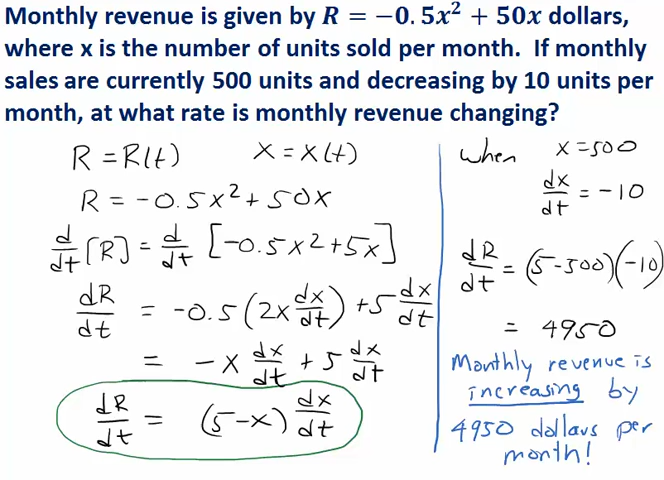 Monthly revenue is given by R = −0.5x² + 50x dollars,
where x is the number of units sold per month. If monthly
sales are currently 500 units and decreasing by 10 units per
month, at what rate is monthly revenue changing?
R = R(t) X = X(t)
R = -0.5x² + 50x
d/dt [R] = d/dt [-0.5x² + 5x]
dR/dt = -0.5(2x dx/dt) + 5 dx/dt
= -x dx/dt + 5 dx/dt
dR/dt = (5-x) dx/dt
when x = 500
dx/dt = -10
dR/dt = (5-500)(-10)
= 4950
Monthly revenue is
increasing by
4950 dollars per
month!